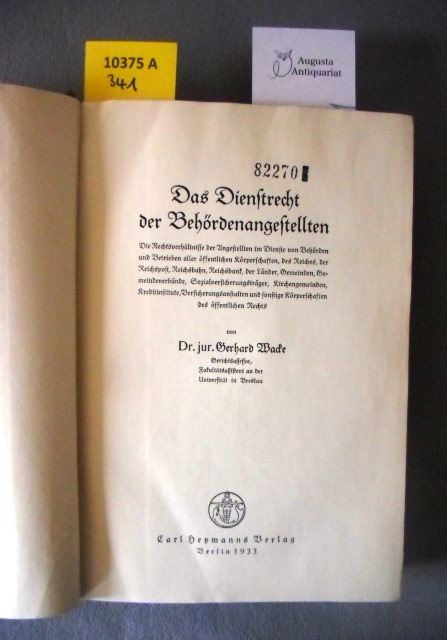 10375 A
341
Augusta
Antiquariat
82270
Das Dienstrecht
der Behördenangestellten
Die Rechtsverhältnisse der Angestellten im Dienste von Behörden
und Betrieben aller öffentlichen Körperschaften, des Reiches, der
Reichspost, Reichsbahn, Reichsbank, der Länder, Gemeinden, Ge-
meindeverbände, Sozialversicherungsträger, Kirchengemeinden,
Kreditinstitute, Versicherungsanstalten und sonstige Körperschaften
des öffentlichen Rechts
von
Dr. jur. Gerhard Wacke
Gerichtsassessor,
Fakultätsassistent an der
Universität in Breslau
Carl Heymanns Verlag
Berlin 1933